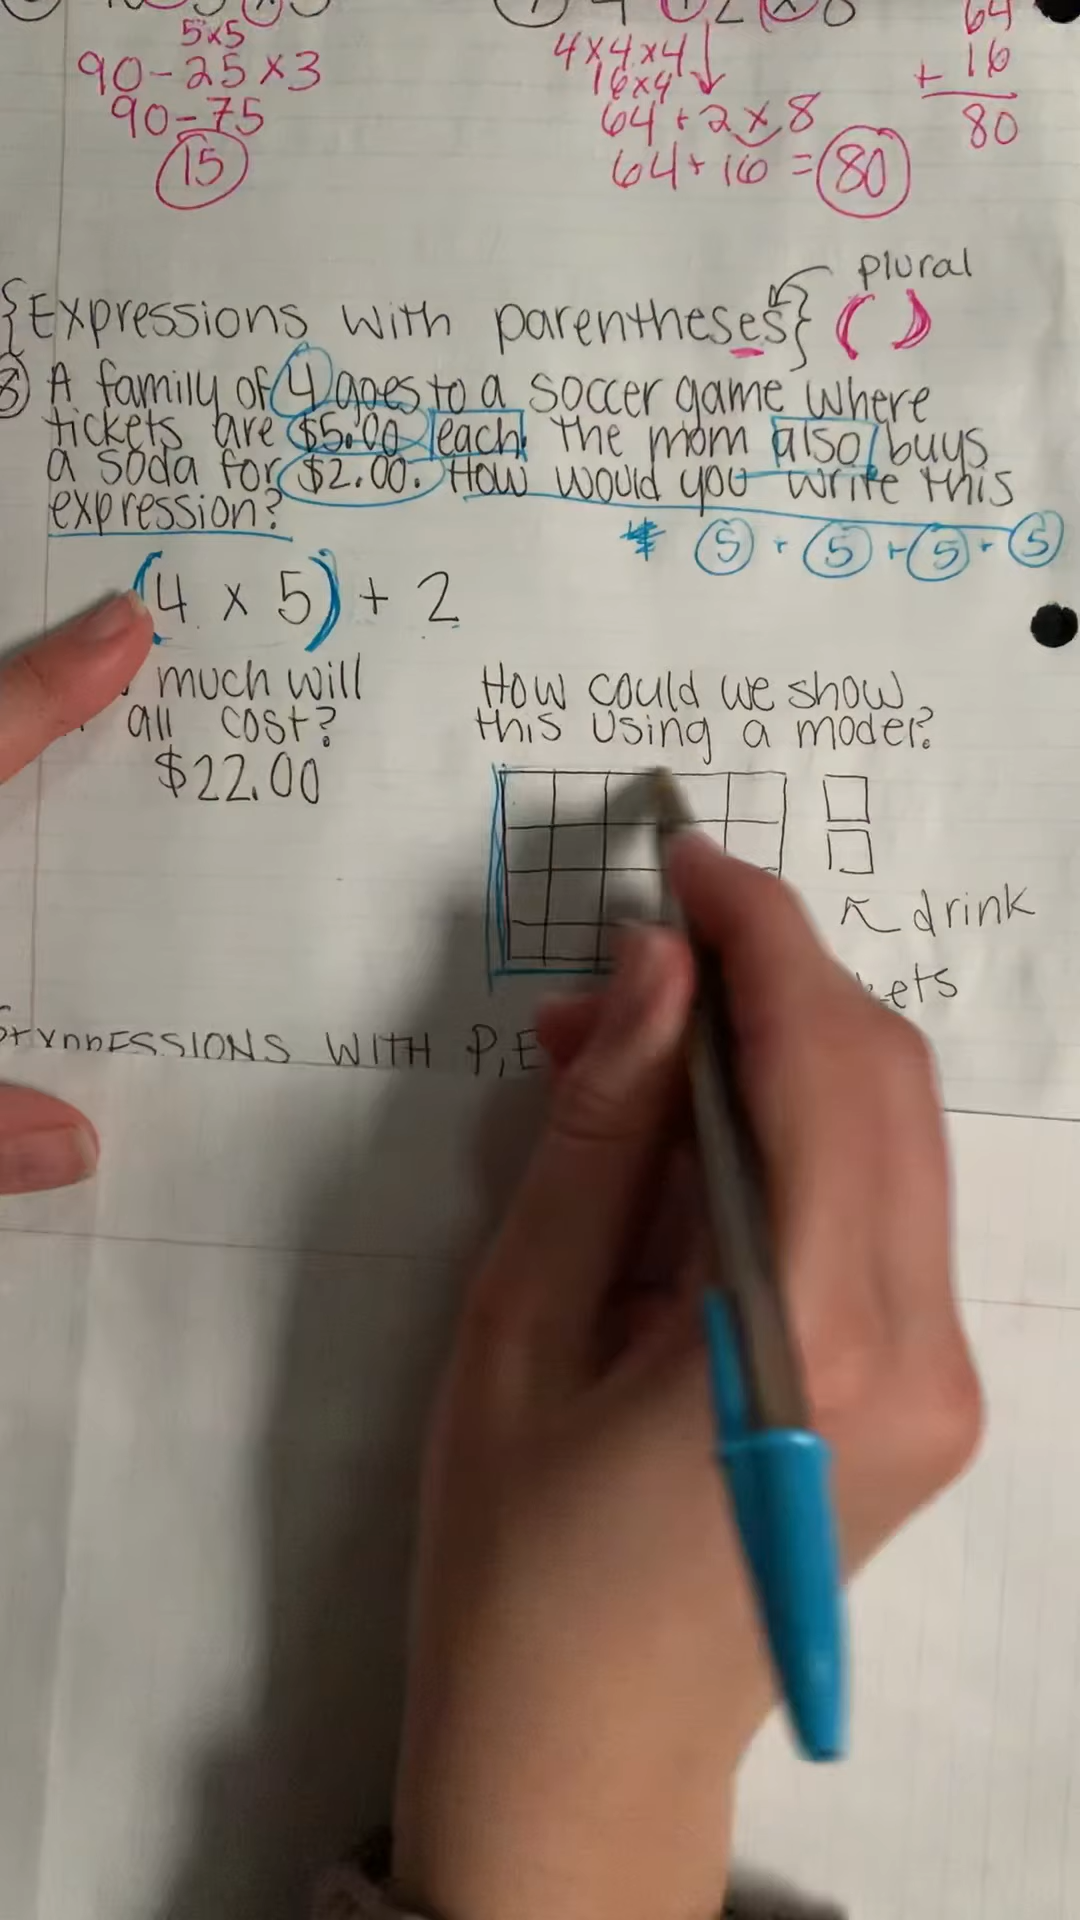 5x5
90-25x3
90-75
15
4x4x4
16x4
64+2x8
64+16=80
64
+ 16
80
plural
{Expressions with parentheses} ( )
8 A family of 4 goes to a soccer game where
tickets are $5.00 each. The mom also buys
a soda for $2.00. How would you write this
expression?
* 5 + 5 + 5 + 5
(4 x 5) + 2
much will
all cost?
$22.00
How could we show
this using a model?
drink
WITH P,E